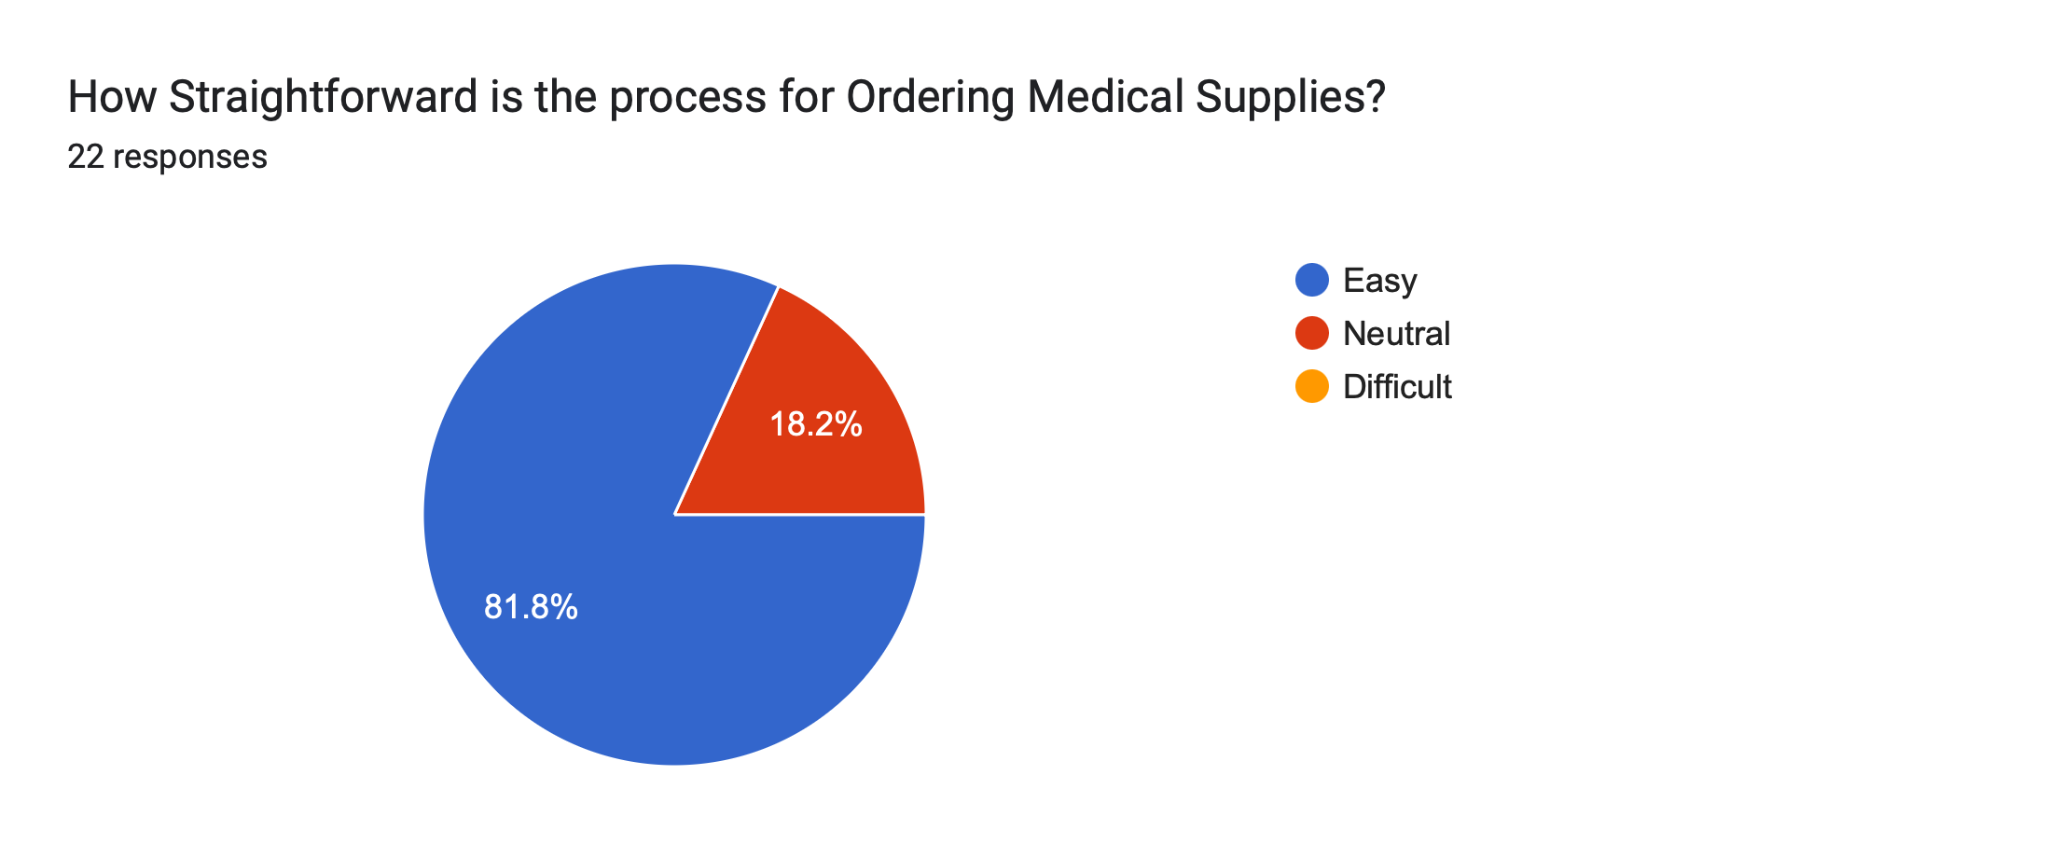 How Straightforward is the process for Ordering Medical Supplies?
22 responses
Easy
Neutral
Difficult
18.2%
81.8%